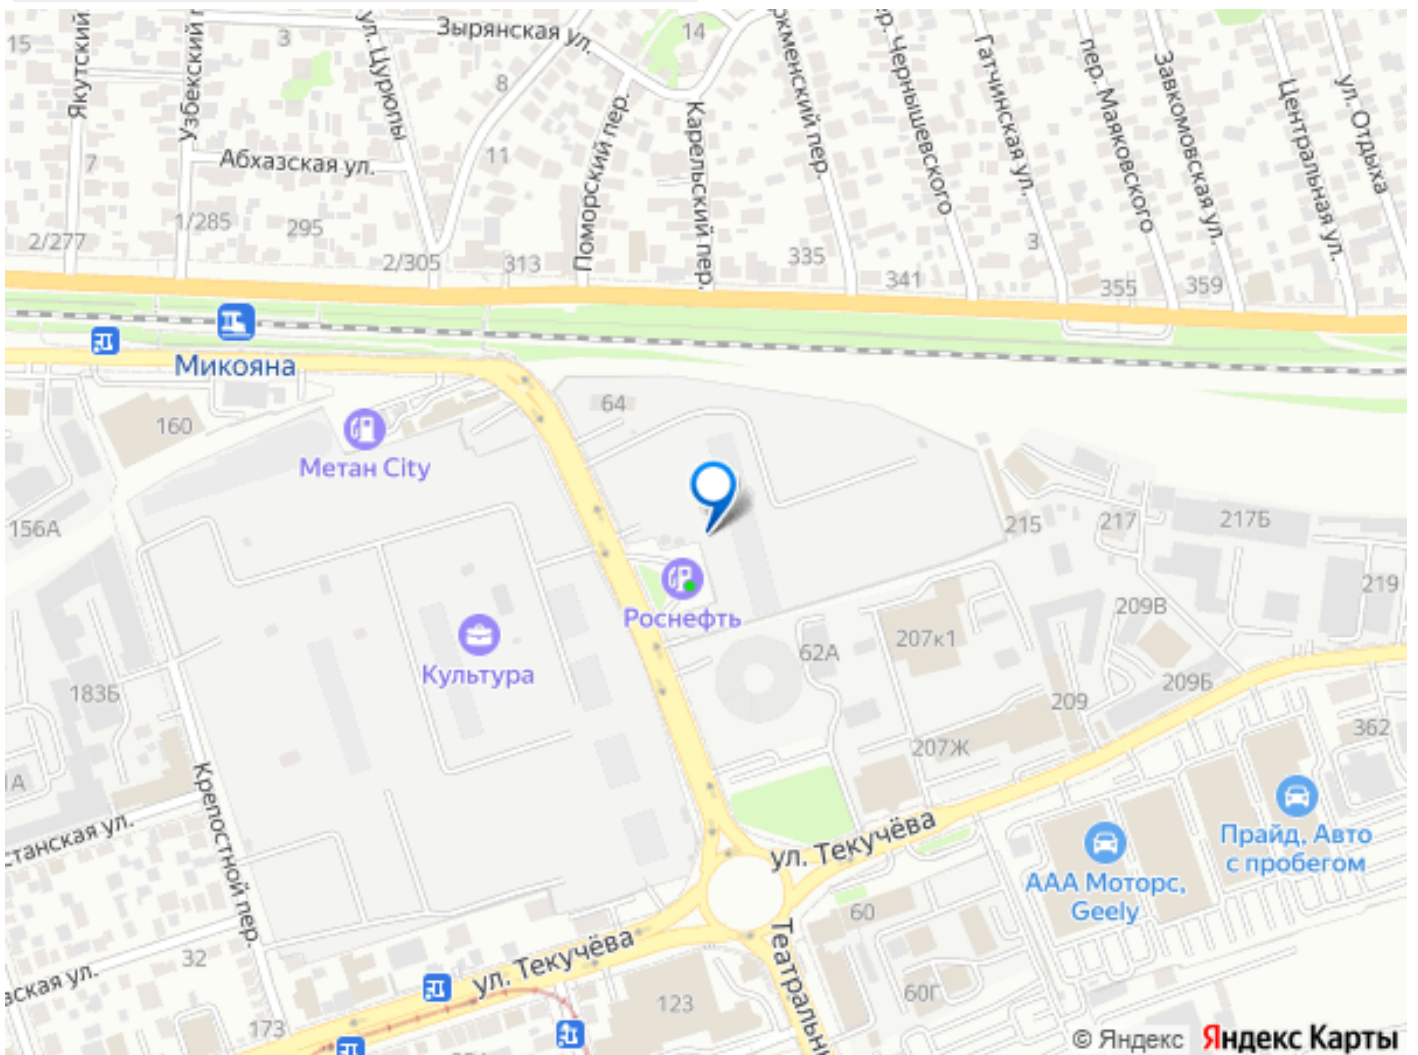 Зырянская ул.
14
3
15
ул. Цурюпы
Якутский
Узбекский
8
Поморский пер.
Карельский пер.
пер.
Чернышевского
Гатчинская ул.
пер. Маяковского
Завкомовская ул.
Центральная ул.
ул. Отдыха
Абхазская ул.
11
7
1/285
295
2/277
2/305
313
335
341
3
355
359
Микояна
64
160
Метан City
156А
215
217
217Б
219
Роснефть
209В
207к1
62А
Культура
183Б
209
209Б
362
207Ж
Крепостной пер.
ул. Текучёва
Прайд, Авто
с пробегом
ААА Моторс,
Geely
60
32
ул. Текучёва
60Г
123
173
© Яндекс Яндекс Карты